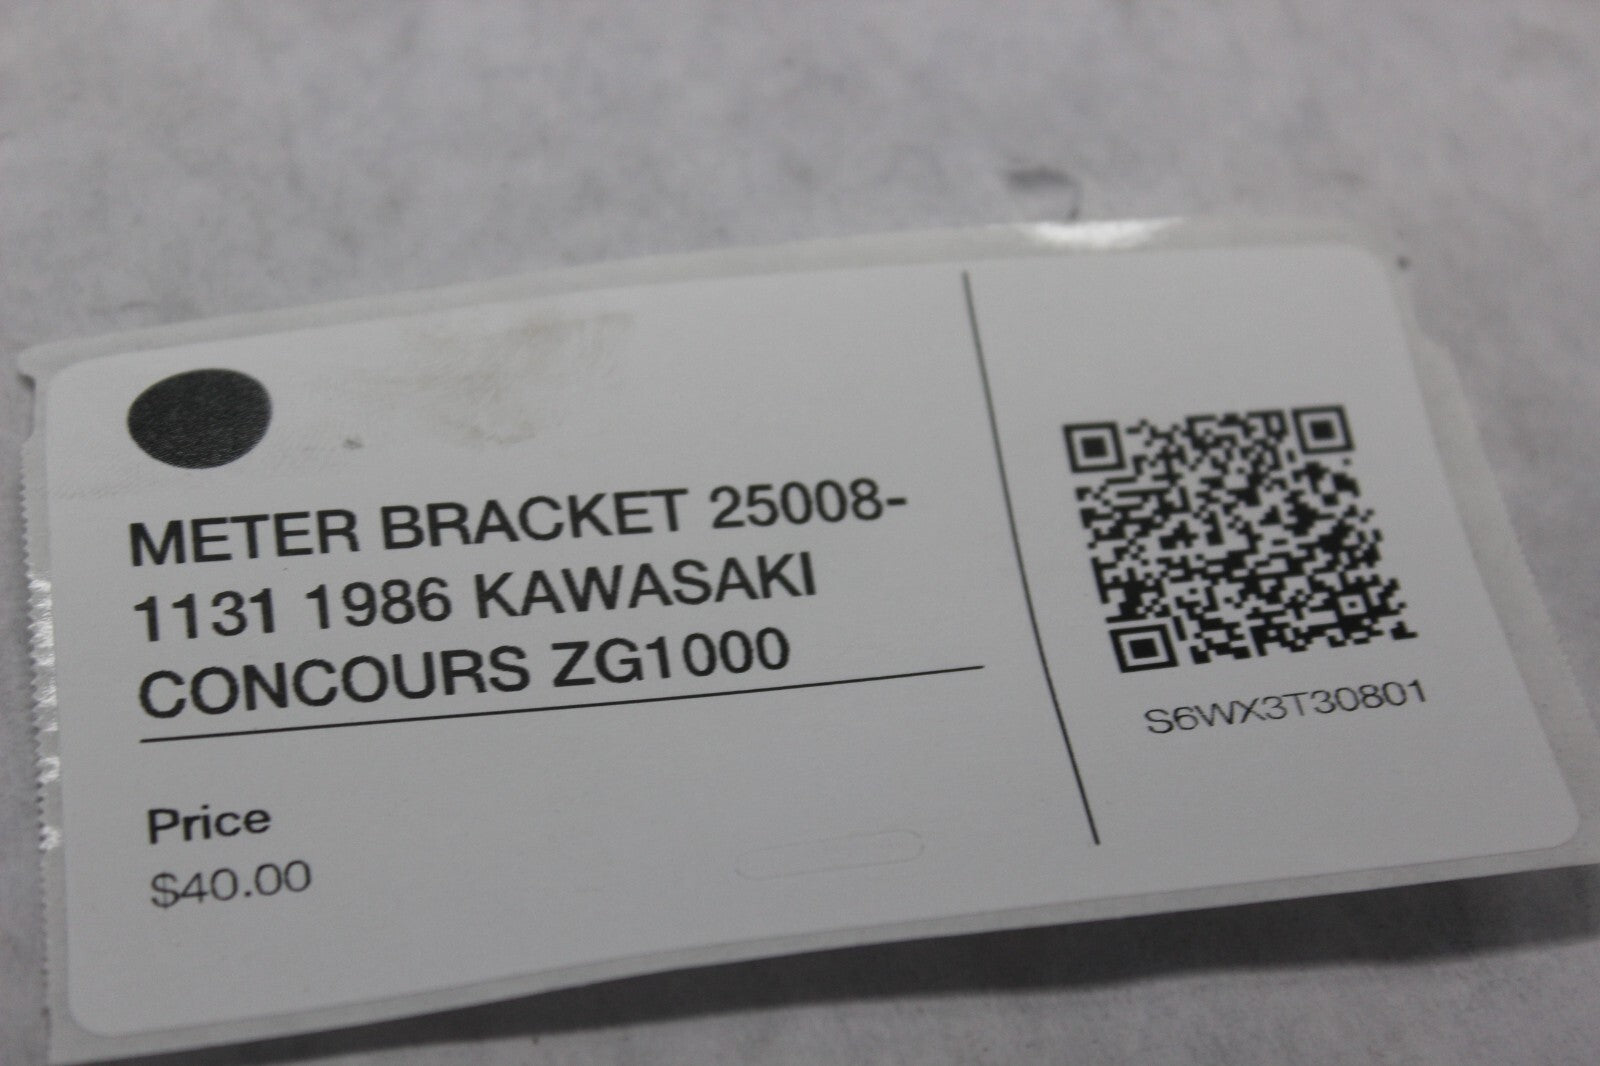 METER BRACKET 25008-
1131 1986 KAWASAKI
CONCOURS ZG1000
Price
$40.00
S6WX3T30801